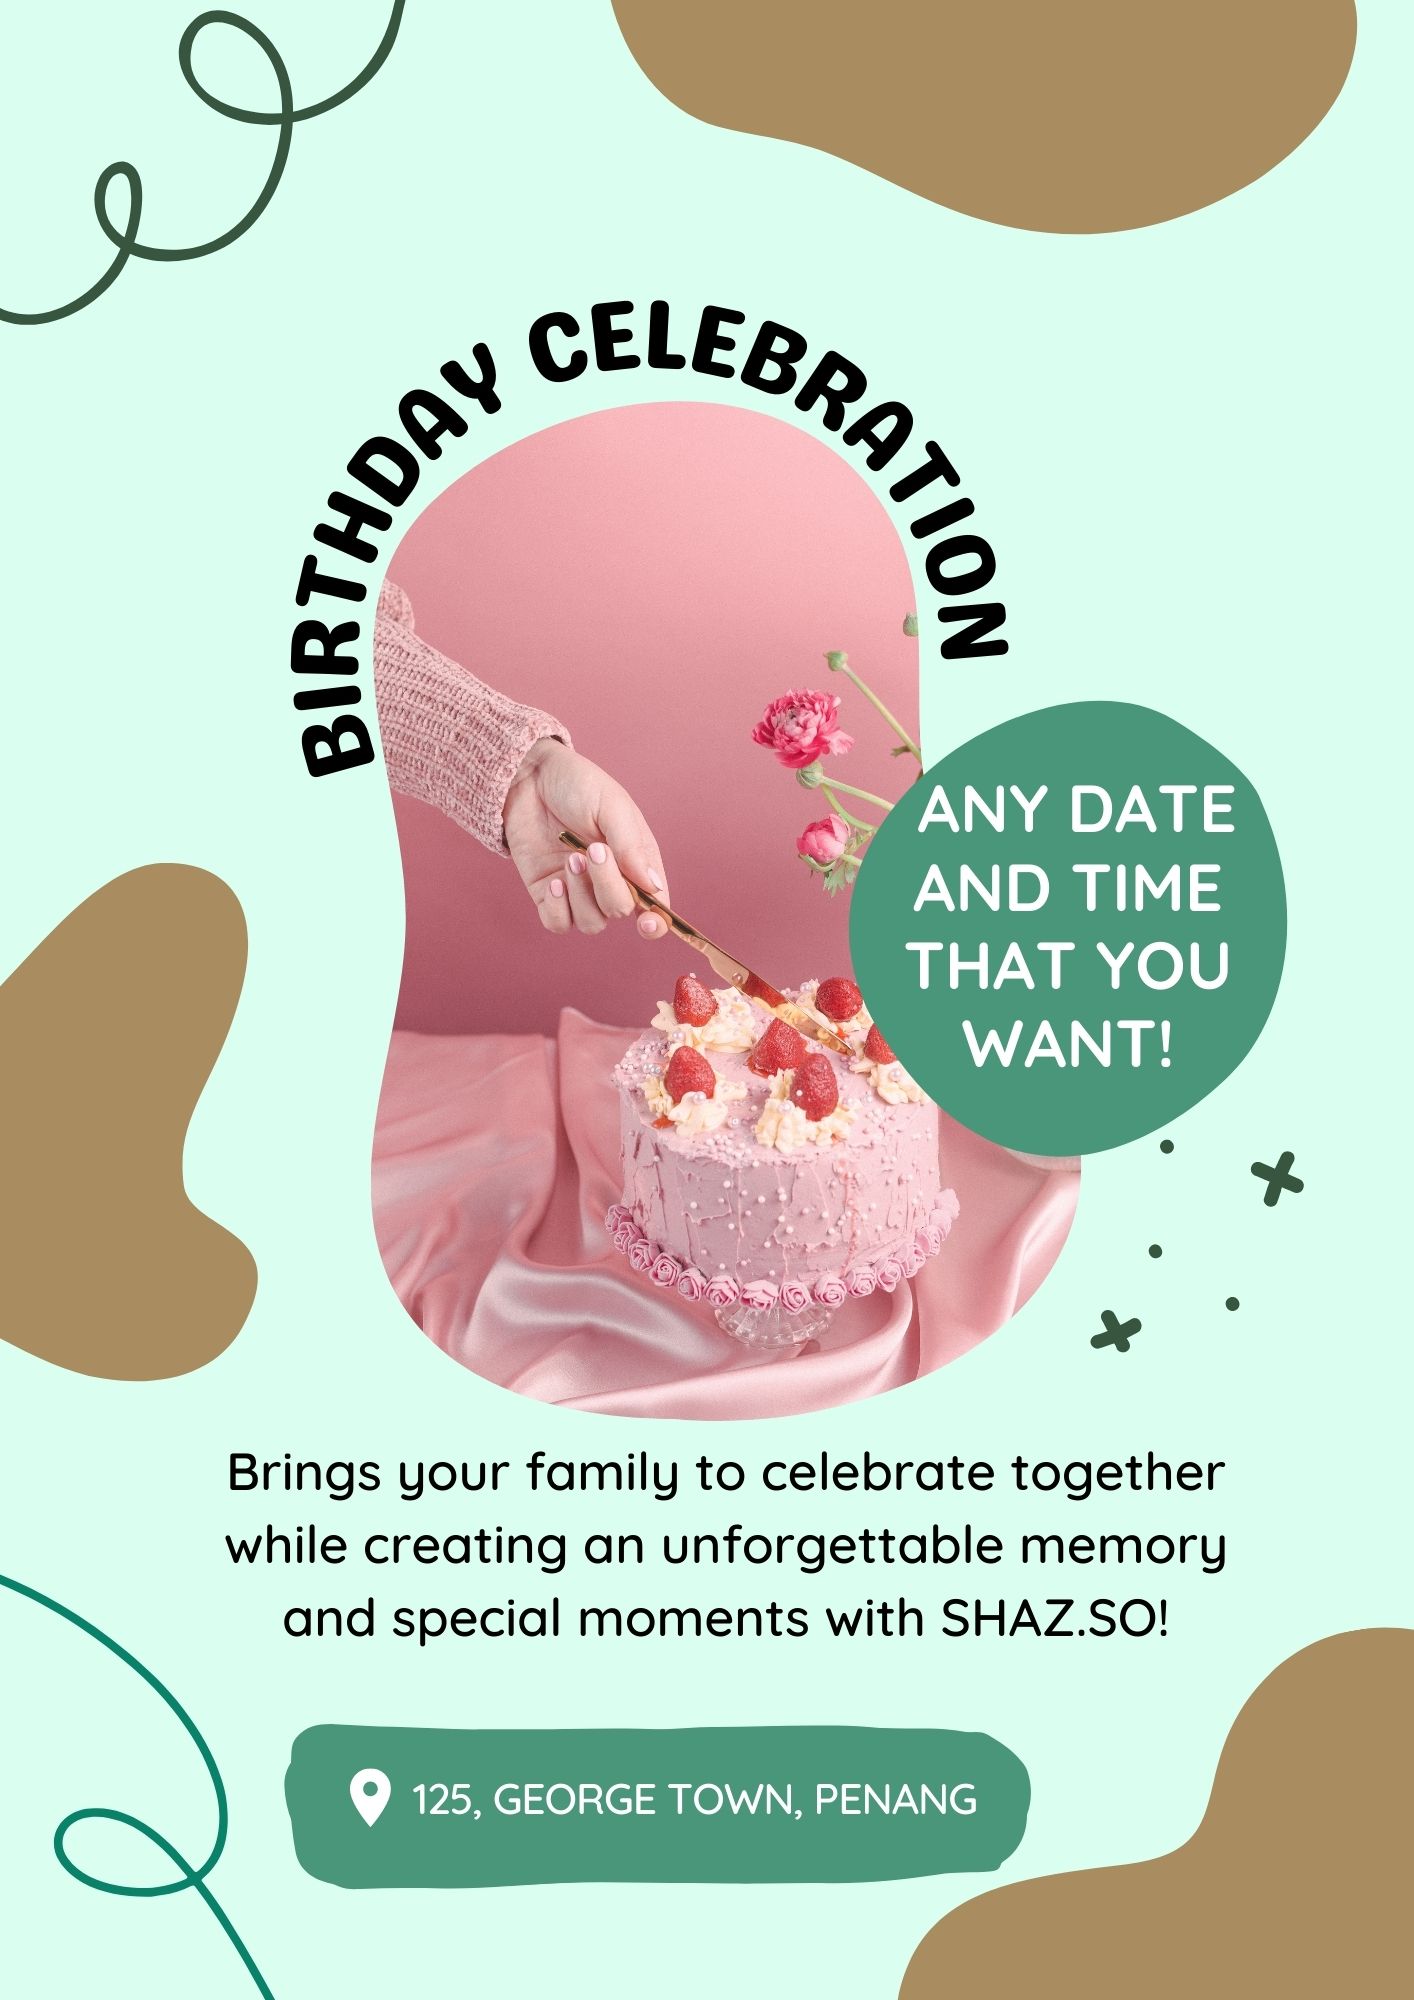 BIRTHDAY CELEBRATION
ANY DATE
AND TIME
THAT YOU
WANT!
Brings your family to celebrate together
while creating an unforgettable memory
and special moments with SHAZ.SO!
125, GEORGE TOWN, PENANG